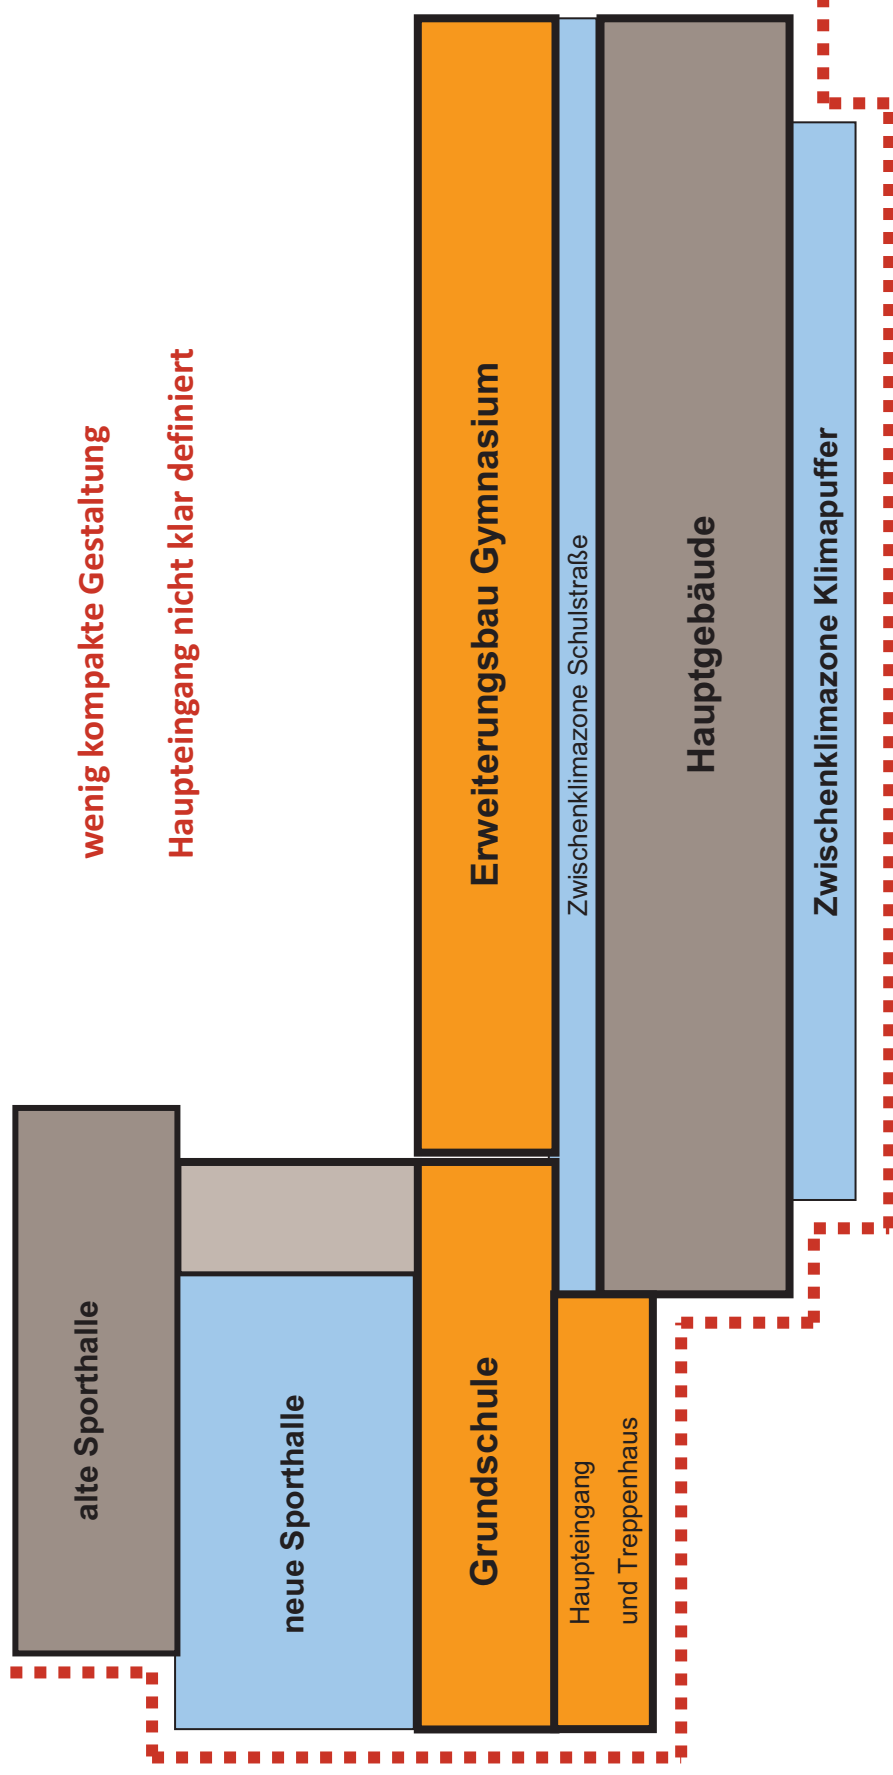 wenig kompakte Gestaltung
Haupteingang nicht klar definiert
alte Sporthalle
neue Sporthalle
Erweiterungsbau Gymnasium
Grundschule
Zwischenklimazone Schulstraße
Haupteingang
und Treppenhaus
Hauptgebäude
Zwischenklimazone Klimapuffer